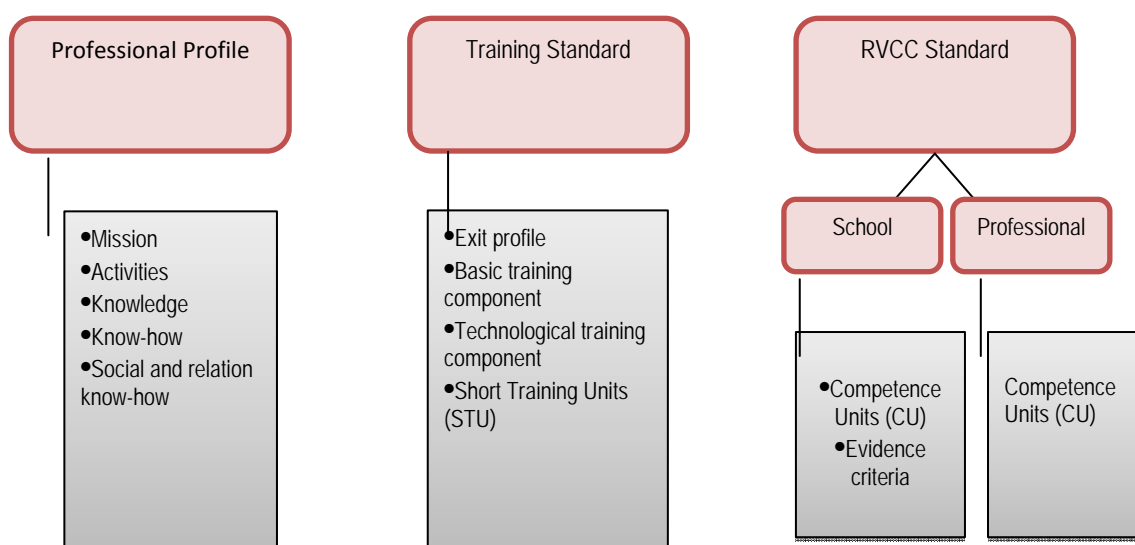 Professional Profile
Training Standard
RVCC Standard
School
Professional
•Mission
•Activities
•Knowledge
•Know-how
•Social and relation
know-how
•Exit profile
•Basic training
component
•Technological training
component
•Short Training Units
(STU)
•Competence
Units (CU)
•Evidence
criteria
Competence
Units (CU)